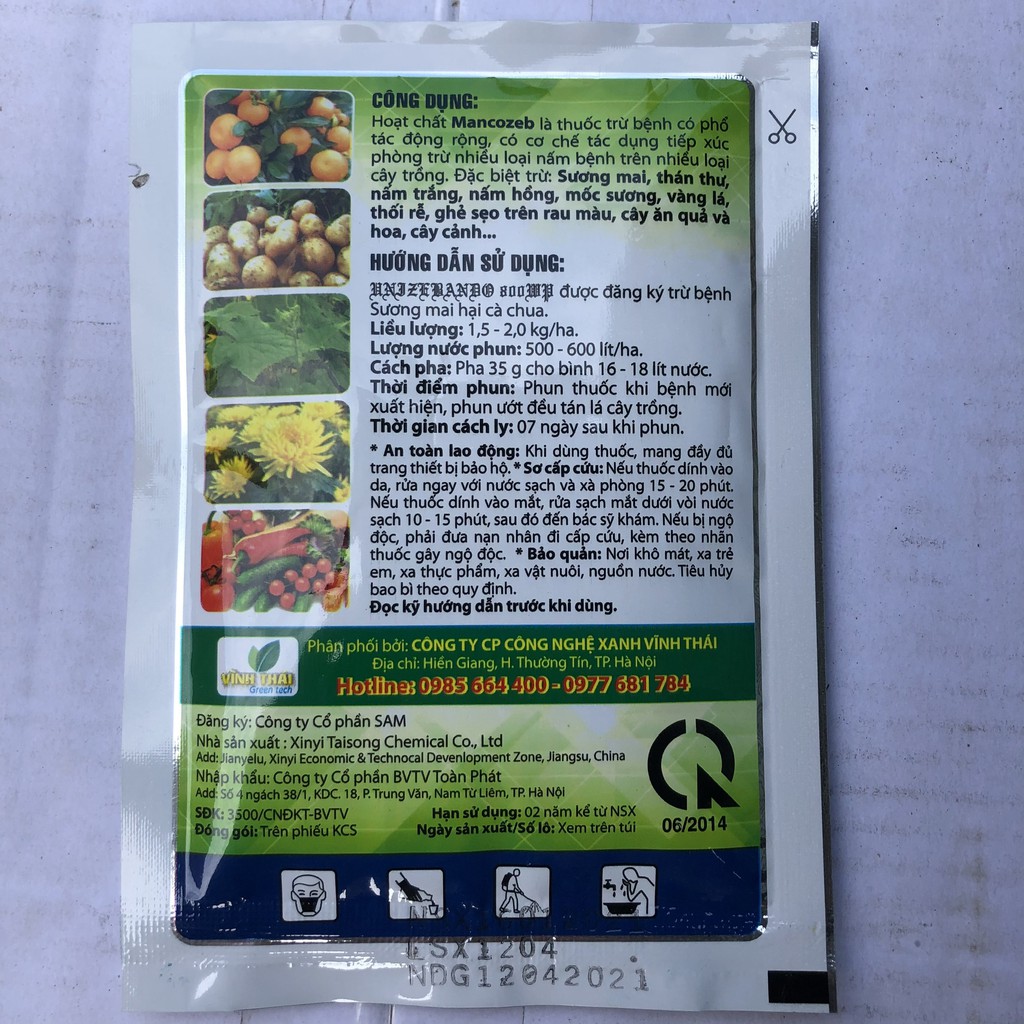 CÔNG DỤNG:
Hoạt chất Mancozeb là thuốc trừ bệnh có phổ
tác động rộng, có cơ chế tác dụng tiếp xúc
phòng trừ nhiều loại nấm bệnh trên nhiều loại
cây trồng. Đặc biệt trừ: Sương mai, thán thư,
nấm trắng, nấm hồng, mốc sương, vàng lá,
thối rễ, ghẻ sẹo trên rau màu, cây ăn quả và
hoa, cây cảnh...
HƯỚNG DẪN SỬ DỤNG:
UNIZEBANDO 800WP được đăng ký trừ bệnh
Sương mai hại cà chua.
Liều lượng: 1,5 - 2,0 kg/ha.
Lượng nước phun: 500 - 600 lít/ha.
Cách pha: Pha 35 g cho bình 16 - 18 lít nước.
Thời điểm phun: Phun thuốc khi bệnh mới
xuất hiện, phun ướt đều tán lá cây trồng.
Thời gian cách ly: 07 ngày sau khi phun.
* An toàn lao động: Khi dùng thuốc, mang đầy đủ
trang thiết bị bảo hộ. * Sơ cấp cứu: Nếu thuốc dính vào
da, rửa ngay với nước sạch và xà phòng 15 - 20 phút.
Nếu thuốc dính vào mắt, rửa sạch mắt dưới vòi nước
sạch 10 - 15 phút, sau đó đến bác sỹ khám. Nếu bị ngộ
độc, phải đưa nạn nhân đi cấp cứu, kèm theo nhãn
thuốc gây ngộ độc. * Bảo quản: Nơi khô mát, xa trẻ
em, xa thực phẩm, xa vật nuôi, nguồn nước. Tiêu hủy
bao bì theo quy định.
Đọc kỹ hướng dẫn trước khi dùng.
VĨNH THÁI
Green tech
Phân phối bởi: CÔNG TY CP CÔNG NGHỆ XANH VĨNH THÁI
Địa chỉ: Hiền Giang, H. Thường Tín, TP. Hà Nội
Hotline: 0985 664 400 - 0977 681 784
Đăng ký: Công ty Cổ phần SAM
Nhà sản xuất : Xinyi Taisong Chemical Co., Ltd
Add: Jianyelu, Xinyi Economic & Technocal Devenlopment Zone, Jiangsu, China
Nhập khẩu: Công ty Cổ phần BVTV Toàn Phát
Add: Số 4 ngách 38/1, KDC. 18, P. Trung Văn, Nam Từ Liêm, TP. Hà Nội
SĐK: 3500/CNĐKT-BVTV Hạn sử dụng: 02 năm kể từ NSX
Đóng gói: Trên phiếu KCS Ngày sản xuất/Số lô: Xem trên túi
06/2014
LSX1204
NDG12042021